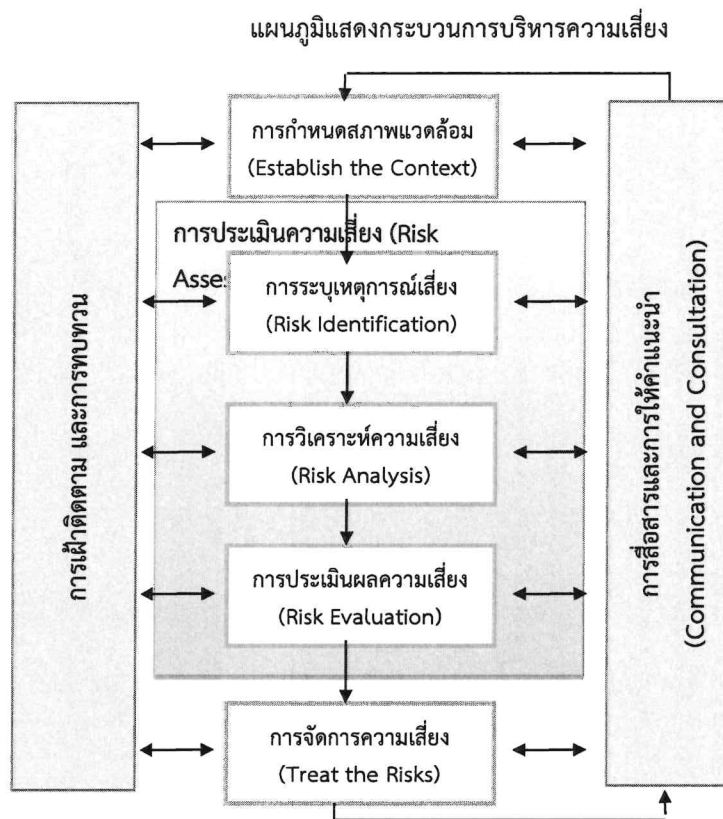 แผนภูมิแสดงกระบวนการบริหารความเสี่ยง
การกำหนดสภาพแวดล้อม
(Establish the Context)
การประเมินความเสี่ยง (Risk
การระบุเหตุการณ์เสี่ยง
(Risk Identification)
การวิเคราะห์ความเสี่ยง
(Risk Analysis)
การประเมินผลความเสี่ยง
(Risk Evaluation)
การจัดการความเสี่ยง
(Treat the Risks)
การเฝ้าติดตาม และการทบทวน
การสื่อสารและการให้คำแนะนำ
(Communication and Consultation)